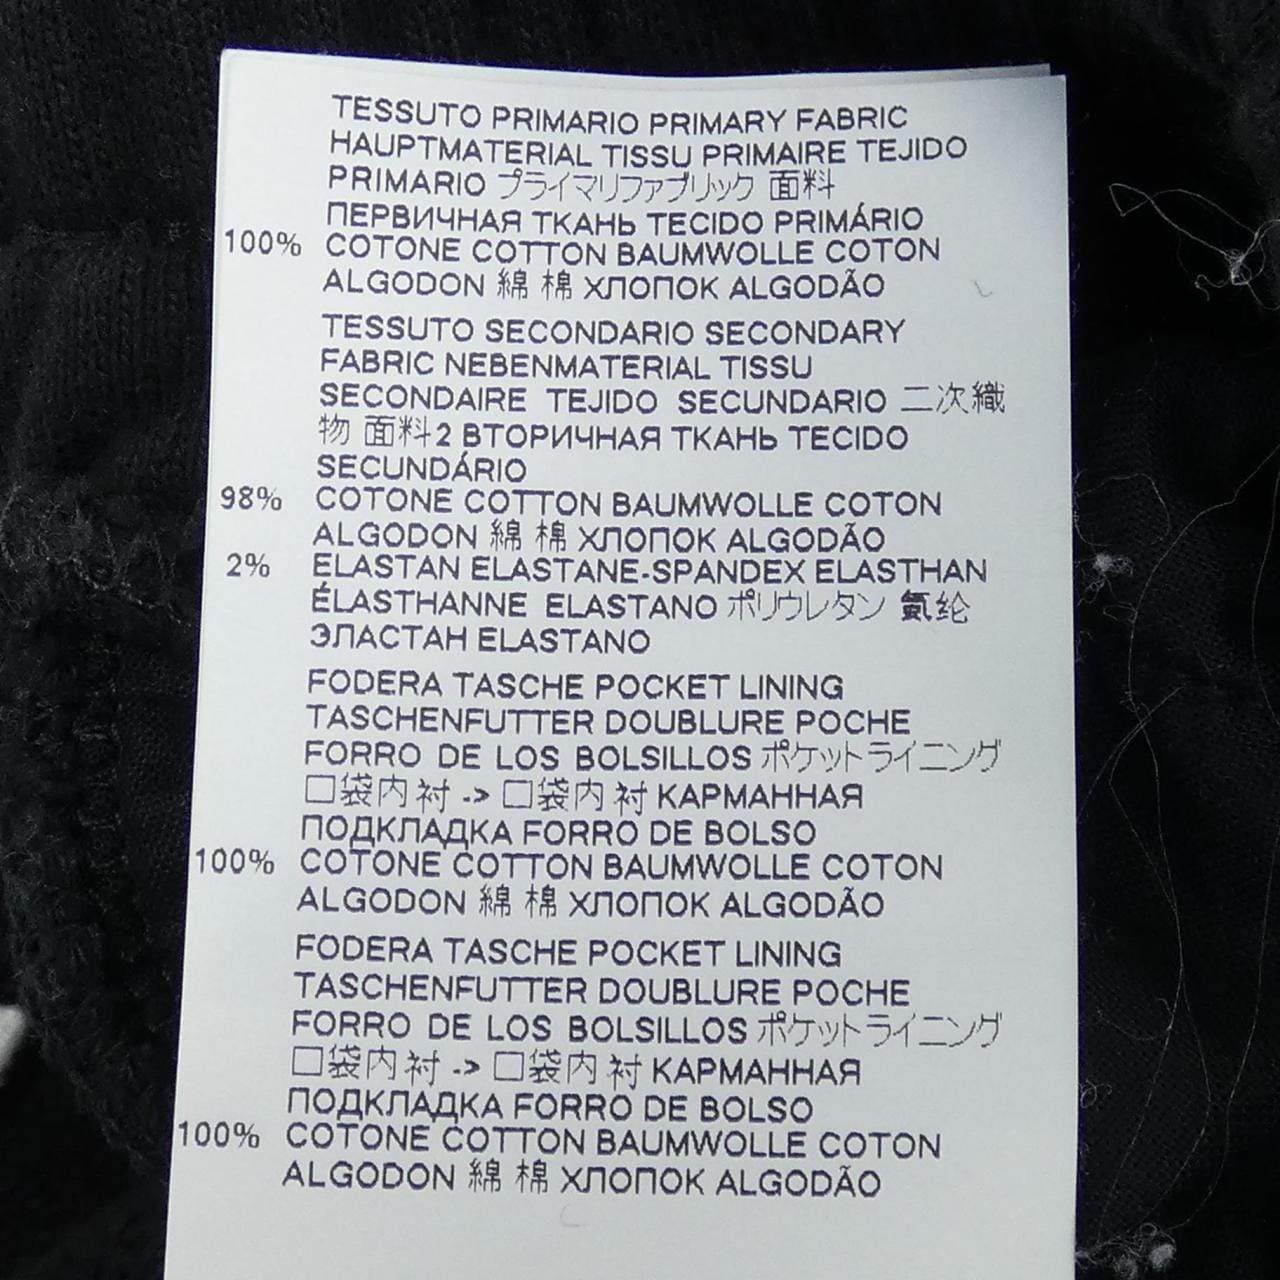 TESSUTO PRIMARIO PRIMARY FABRIC
HAUPTMATERIAL TISSU PRIMAIRE TEJIDO
PRIMARIO プライマリファブリック 面料
ПЕРВИЧНАЯ ТКАНЬ TECIDO PRIMÁRIO
100% COTONE COTTON BAUMWOLLE COTON
ALGODON 綿 棉 ХЛОПОК ALGODÃO
TESSUTO SECONDARIO SECONDARY
FABRIC NEBENMATERIAL TISSU
SECONDAIRE TEJIDO SECUNDARIO 二次織
物 面料2 ВТОРИЧНАЯ ТКАНЬ TECIDO
SECUNDÁRIO
98% COTONE COTTON BAUMWOLLE COTON
ALGODON 綿 棉 ХЛОПОК ALGODÃO
2% ELASTAN ELASTANE-SPANDEX ELASTHAN
ÉLASTHANNE ELASTANO ポリウレタン 氨纶
ЭЛАСТАН ELASTANO
FODERA TASCHE POCKET LINING
TASCHENFUTTER DOUBLURE POCHE
FORRO DE LOS BOLSILLOS ポケットライニング
口袋内衬 -> 口袋内衬 КАРМАННАЯ
ПОДКЛАДКА FORRO DE BOLSO
100% COTONE COTTON BAUMWOLLE COTON
ALGODON 綿 棉 ХЛОПОК ALGODÃO
FODERA TASCHE POCKET LINING
TASCHENFUTTER DOUBLURE POCHE
FORRO DE LOS BOLSILLOS ポケットライニング
口袋内衬 -> 口袋内衬 КАРМАННАЯ
ПОДКЛАДКА FORRO DE BOLSO
100% COTONE COTTON BAUMWOLLE COTON
ALGODON 綿 棉 ХЛОПОК ALGODÃO